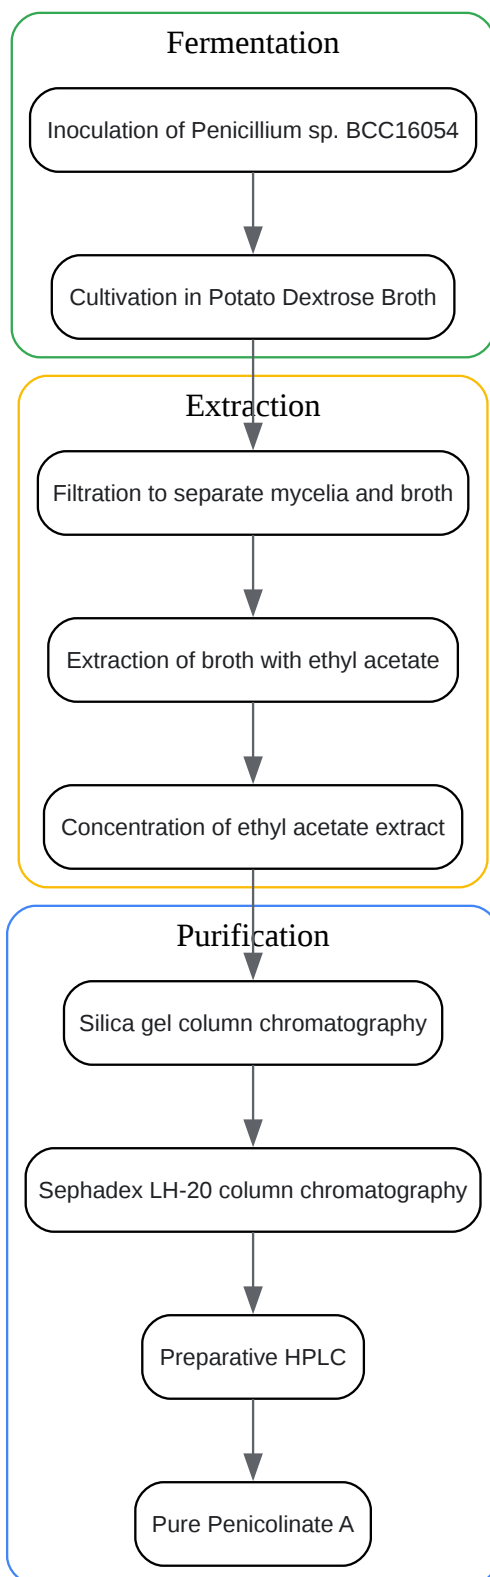 Fermentation
Inoculation of Penicillium sp. BCC16054
Cultivation in Potato Dextrose Broth
Extraction
Filtration to separate mycelia and broth
Extraction of broth with ethyl acetate
Concentration of ethyl acetate extract
Purification
Silica gel column chromatography
Sephadex LH-20 column chromatography
Preparative HPLC
Pure Penicolinate A